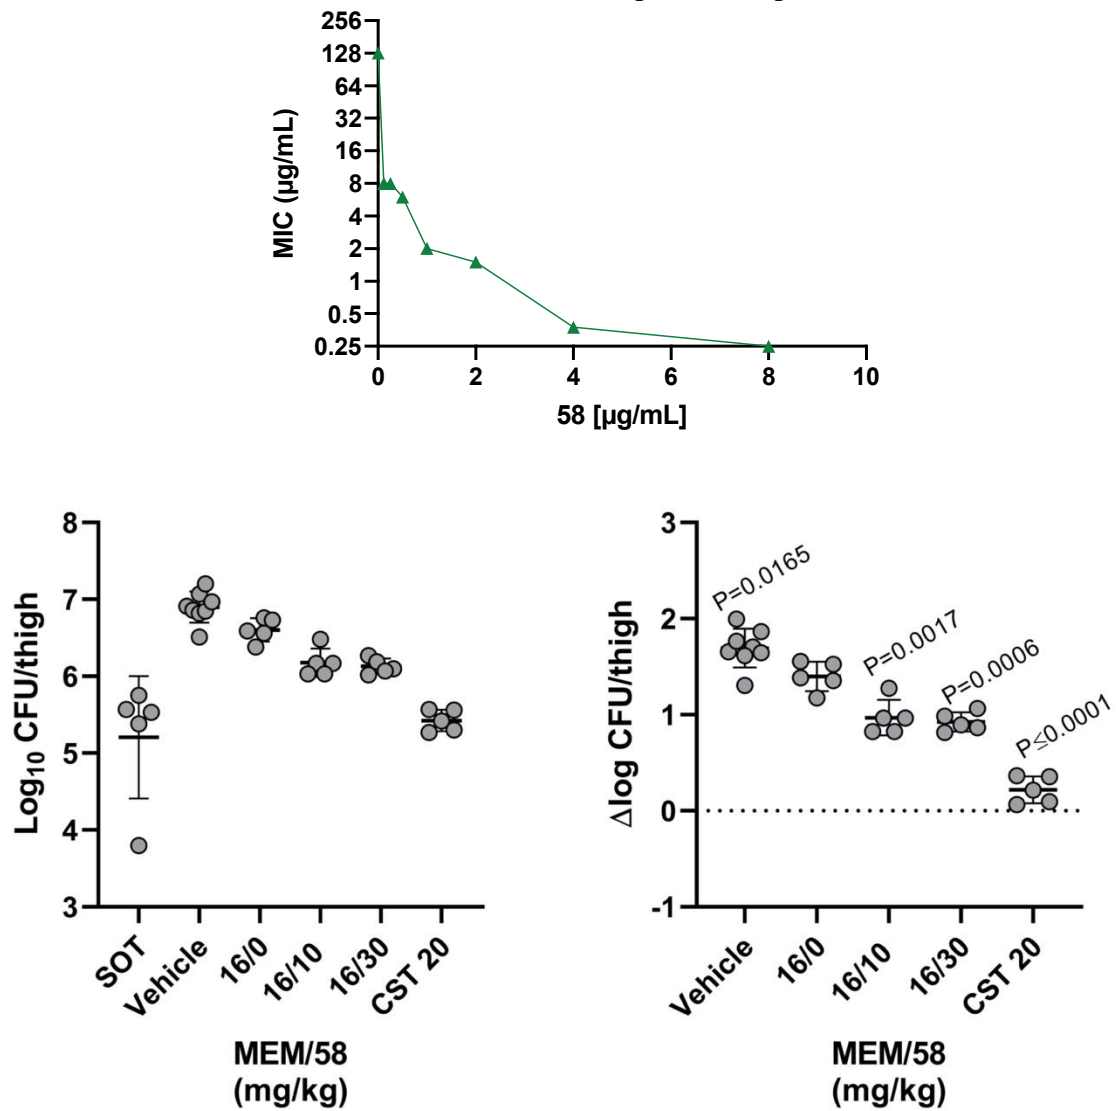 256
128
64
32
16
8
4
2
1
0.5
0.25
MIC (µg/mL)
0 2 4 6 8 10
58 [µg/mL]
8
7
6
5
4
3
Log10 CFU/thigh
SOT
Vehicle
16/0
16/10
16/30
CST 20
MEM/58
(mg/kg)
3
2
1
0
-1
Δlog CFU/thigh
P=0.0165
P=0.0017
P=0.0006
P≤0.0001
Vehicle
16/0
16/10
16/30
CST 20
MEM/58
(mg/kg)